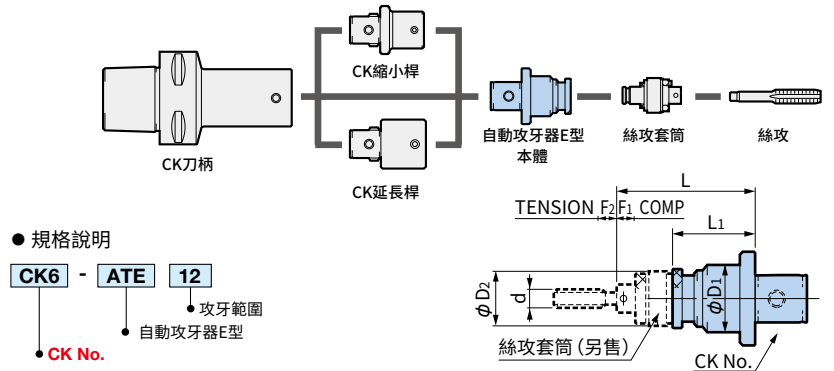 CK縮小桿
CK刀柄
CK延長桿
自動攻牙器E型
本體
絲攻套筒
絲攻
● 規格說明
CK6 - ATE 12
攻牙範圍
自動攻牙器E型
CK No.
L
TENSION F2 F1 COMP
L1
φD2
d
φD1
絲攻套筒(另售)
CK No.